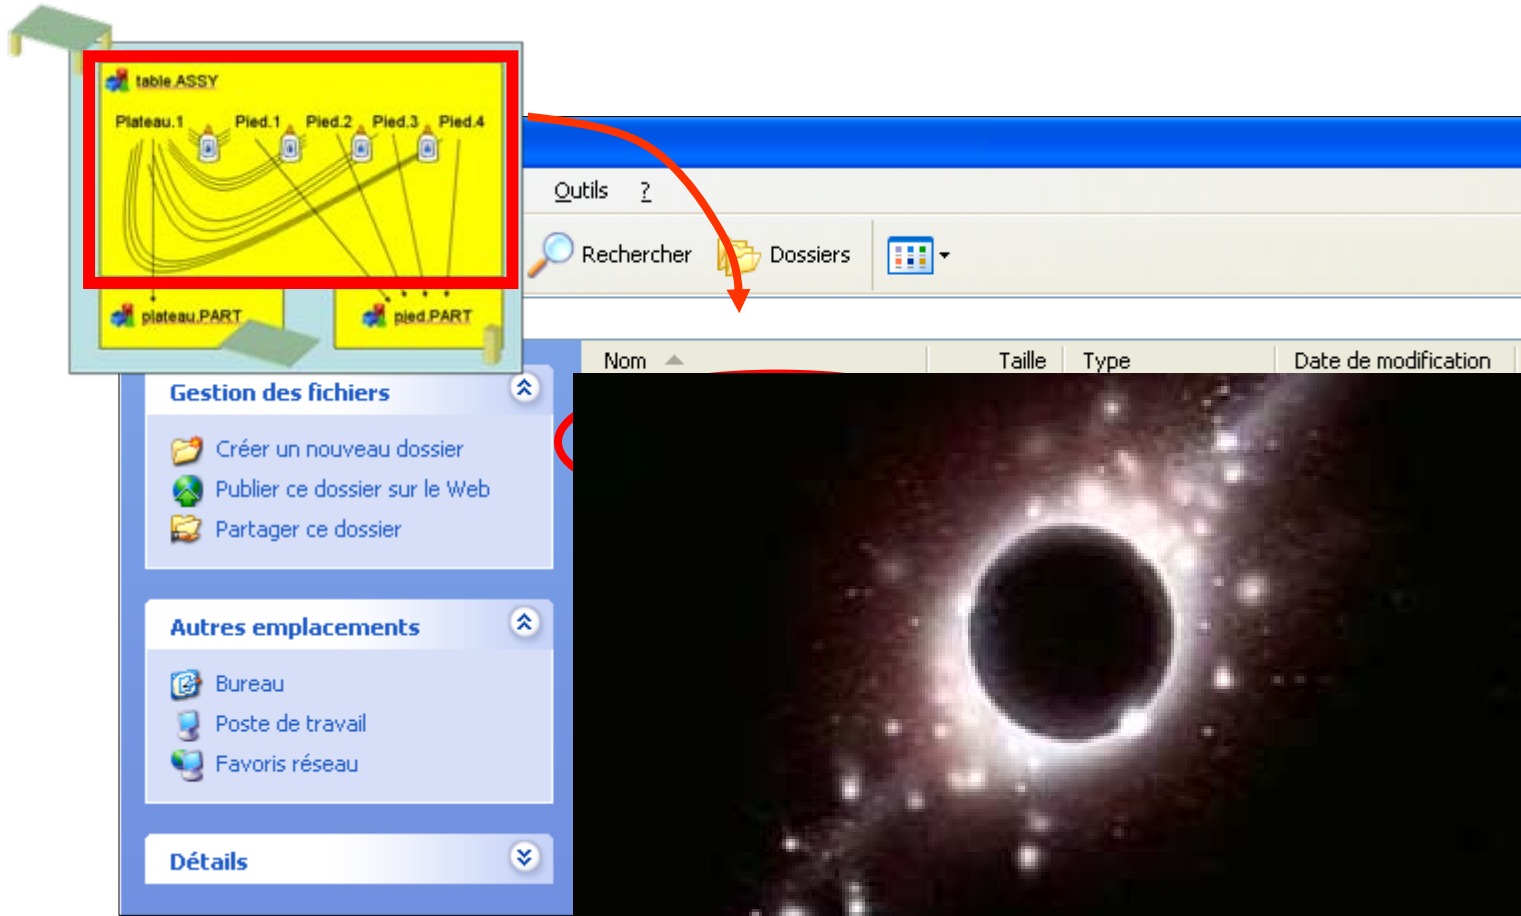 table.ASSY
Plateau.1 Pied.1 Pied.2 Pied.3 Pied.4
plateau.PART pied.PART
Outils ?
Rechercher Dossiers
Nom Taille Type Date de modification
Gestion des fichiers
Créer un nouveau dossier
Publier ce dossier sur le Web
Partager ce dossier
Autres emplacements
Bureau
Poste de travail
Favoris réseau
Détails